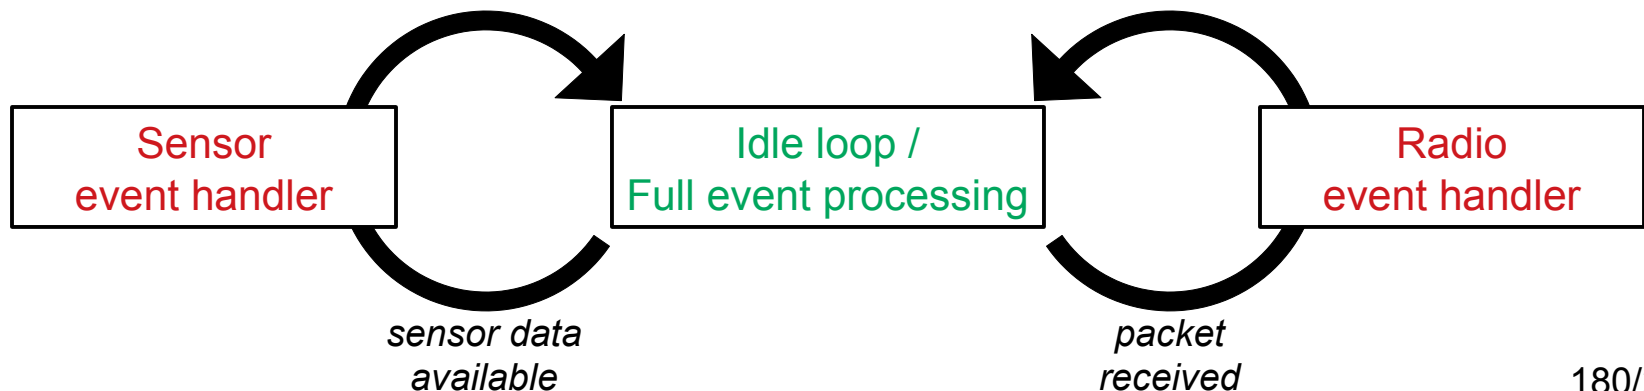 Sensor
event handler
Idle loop /
Full event processing
Radio
event handler
sensor data
available
packet
received
180/